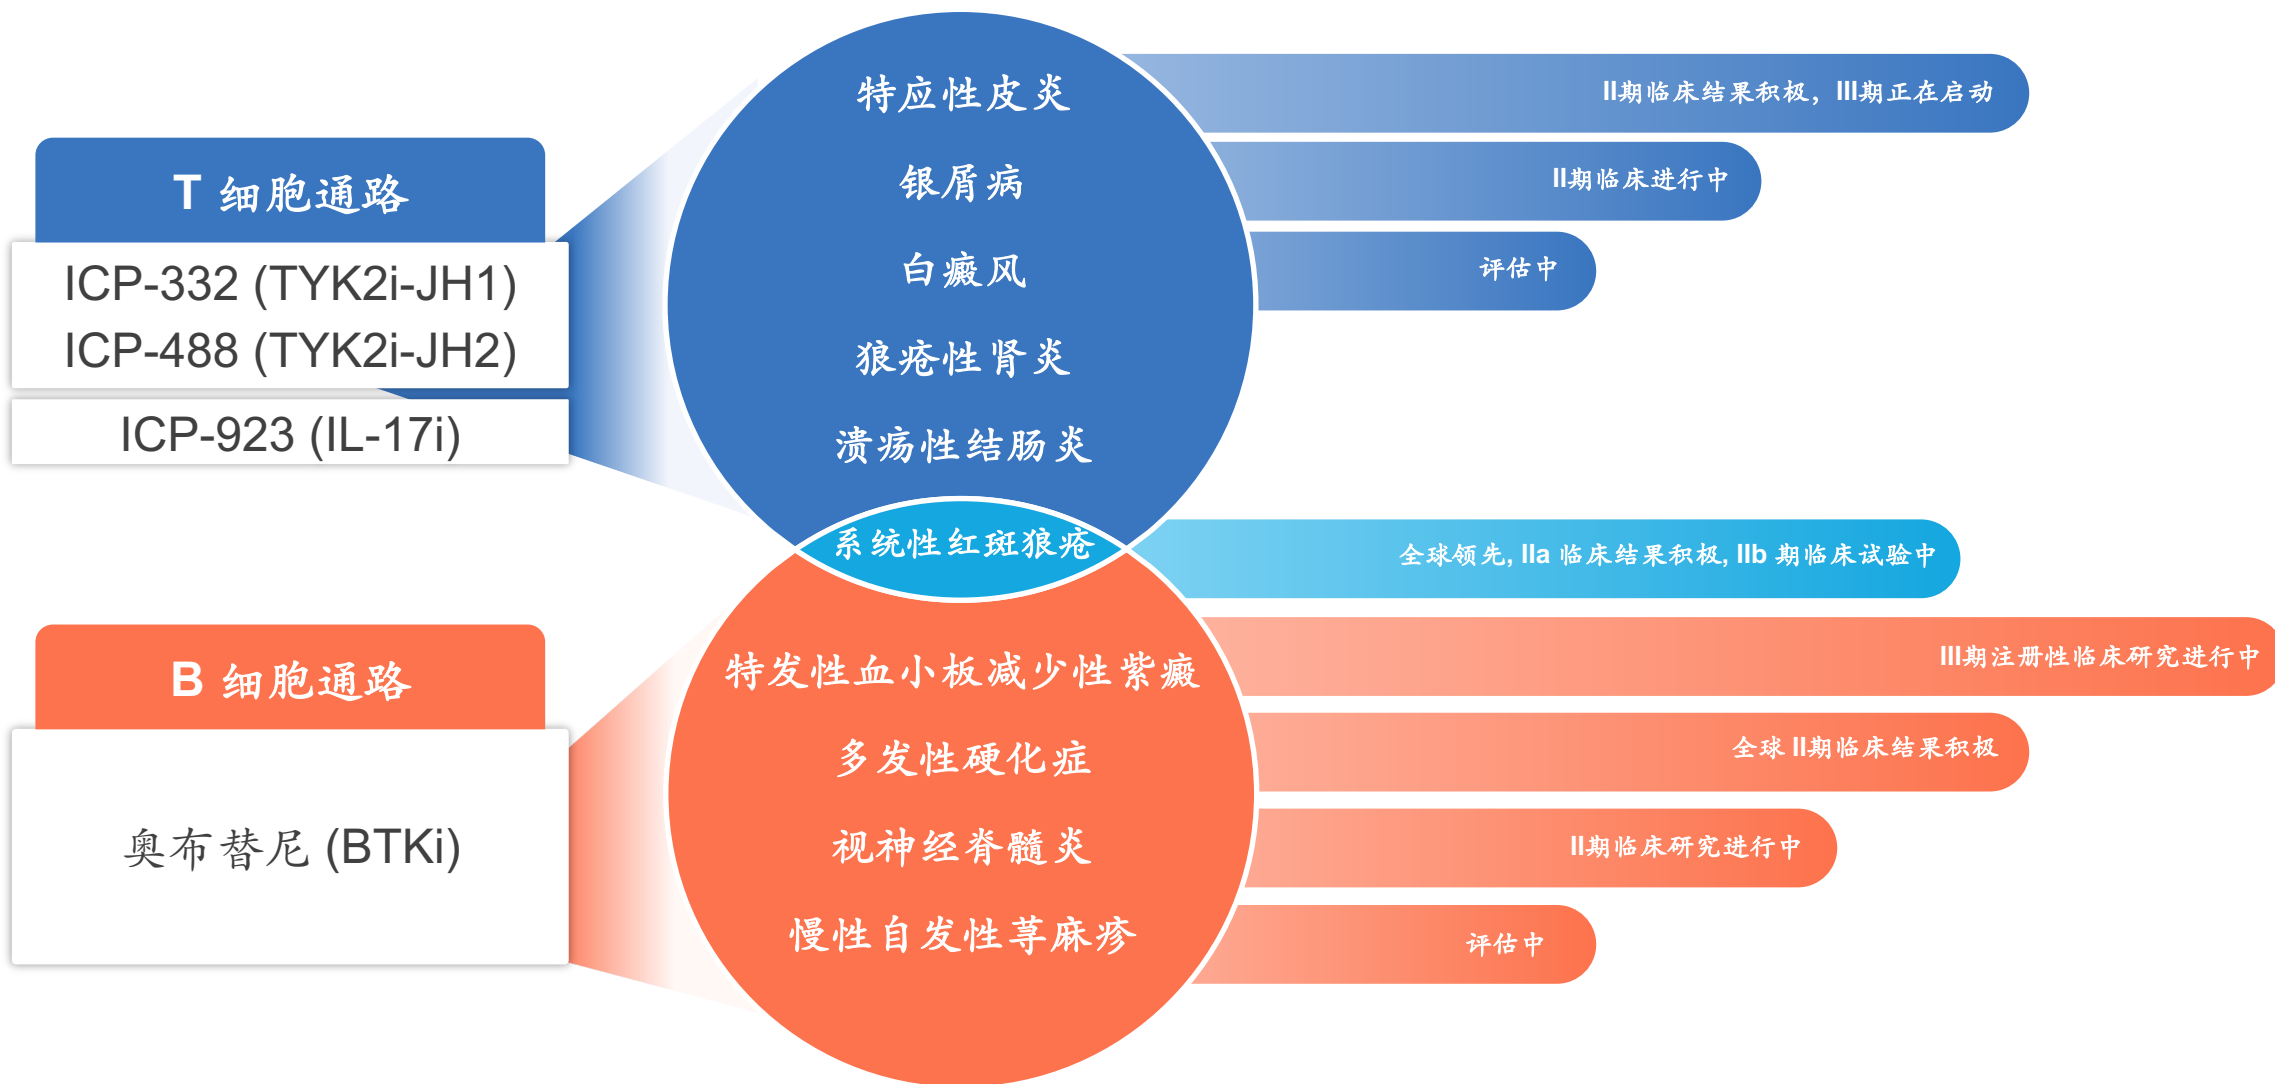 T 细胞通路
ICP-332 (TYK2i-JH1)
ICP-488 (TYK2i-JH2)
ICP-923 (IL-17i)
B 细胞通路
奥布替尼 (BTKi)
特应性皮炎
银屑病
白癜风
狼疮性肾炎
溃疡性结肠炎
系统性红斑狼疮
特发性血小板减少性紫癜
多发性硬化症
视神经脊髓炎
慢性自发性荨麻疹
II期临床结果积极，III期正在启动
II期临床进行中
评估中
全球领先, IIa 临床结果积极, IIb 期临床试验中
III期注册性临床研究进行中
全球 II期临床结果积极
II期临床研究进行中
评估中